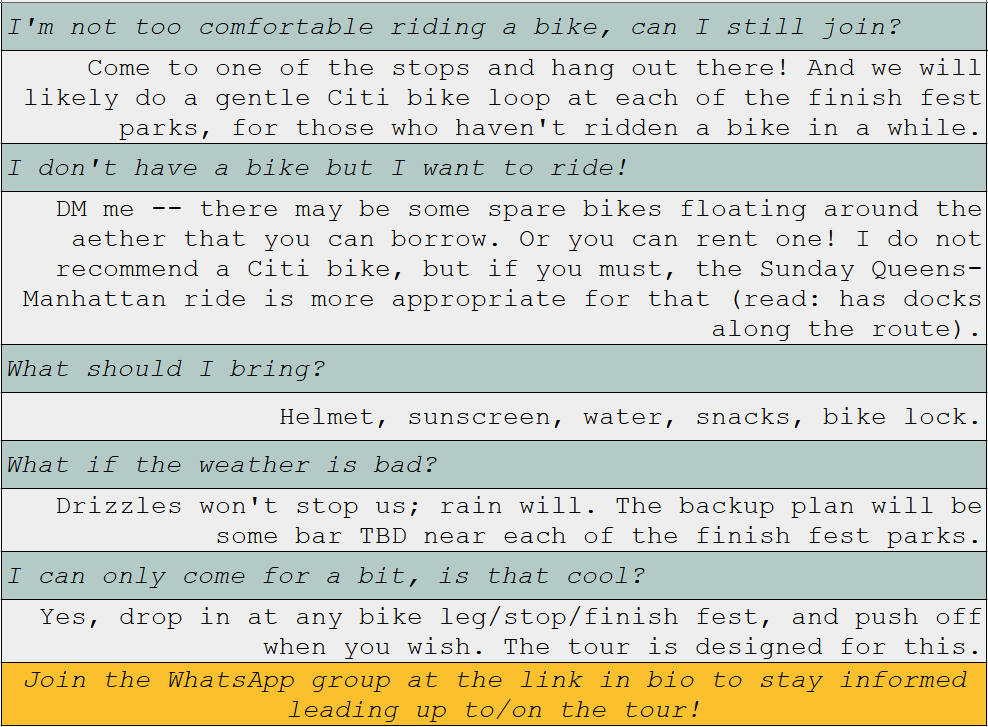 I'm not too comfortable riding a bike, can I still join?
Come to one of the stops and hang out there! And we will
likely do a gentle Citi bike loop at each of the finish fest
parks, for those who haven't ridden a bike in a while.
I don't have a bike but I want to ride!
DM me -- there may be some spare bikes floating around the
aether that you can borrow. Or you can rent one! I do not
recommend a Citi bike, but if you must, the Sunday Queens-
Manhattan ride is more appropriate for that (read: has docks
along the route).
What should I bring?
Helmet, sunscreen, water, snacks, bike lock.
What if the weather is bad?
Drizzles won't stop us; rain will. The backup plan will be
some bar TBD near each of the finish fest parks.
I can only come for a bit, is that cool?
Yes, drop in at any bike leg/stop/finish fest, and push off
when you wish. The tour is designed for this.
Join the WhatsApp group at the link in bio to stay informed
leading up to/on the tour!